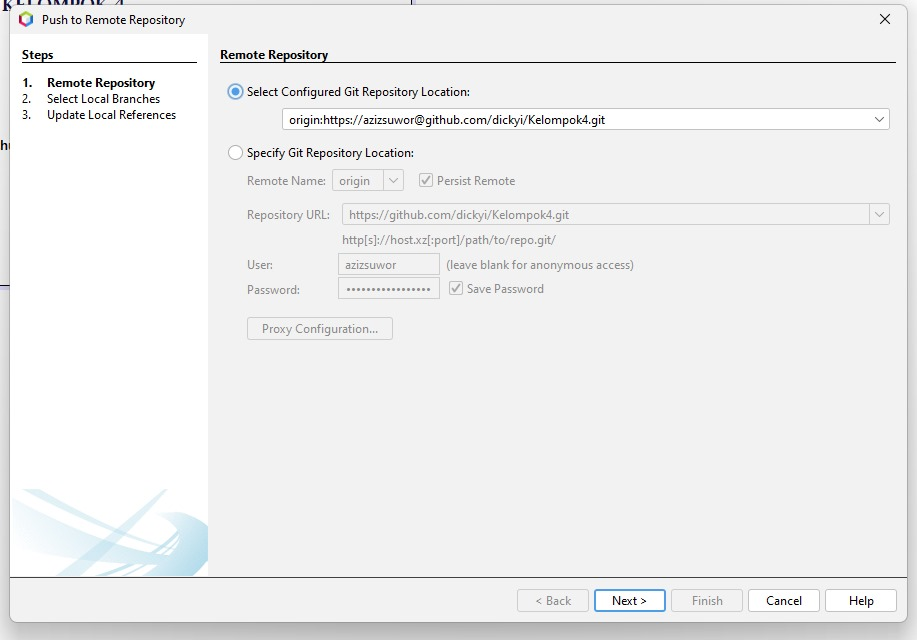 Push to Remote Repository
Steps
1. Remote Repository
2. Select Local Branches
3. Update Local References
Remote Repository
Select Configured Git Repository Location:
origin:https://azizsuwor@github.com/dickyi/Kelompok4.git
Specify Git Repository Location:
Remote Name: origin Persist Remote
Repository URL: https://github.com/dickyi/Kelompok4.git
http[s]://host.xz[:port]/path/to/repo.git/
User: azizsuwor (leave blank for anonymous access)
Password: ••••••••••••••••• Save Password
Proxy Configuration...
< Back Next > Finish Cancel Help